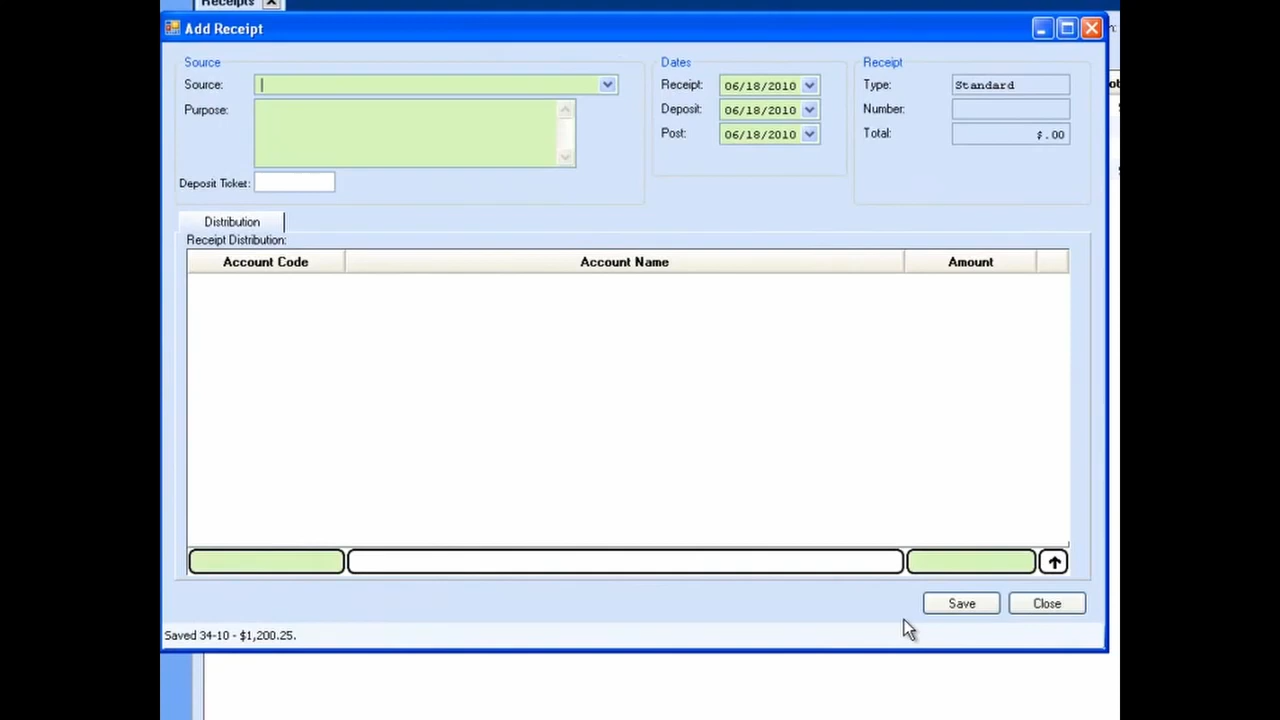 Receipts
Add Receipt
Source
Source:
Purpose:
Deposit Ticket:
Dates
Receipt: 06/18/2010
Deposit: 06/18/2010
Post: 06/18/2010
Receipt
Type: Standard
Number:
Total: $.00
Distribution
Receipt Distribution:
Account Code Account Name Amount
Save Close
Saved 34-10 - $1,200.25.